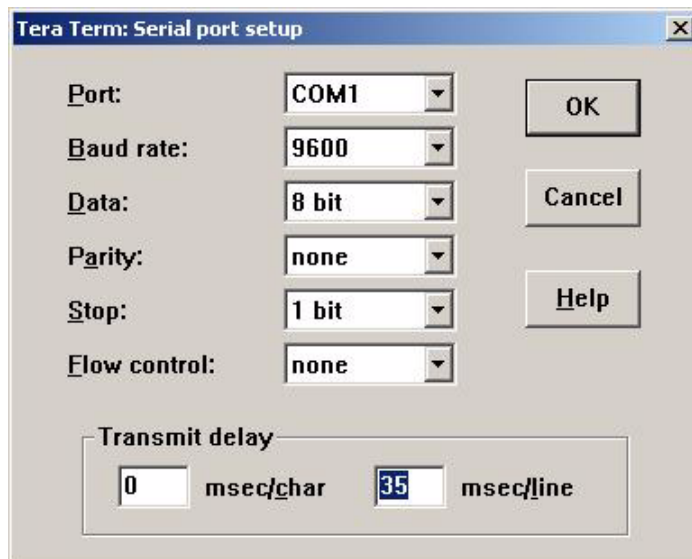 Tera Term: Serial port setup
Port: COM1
OK
Baud rate: 9600
Data: 8 bit
Cancel
Parity: none
Stop: 1 bit
Help
Flow control: none
Transmit delay
0 msec/char 35 msec/line